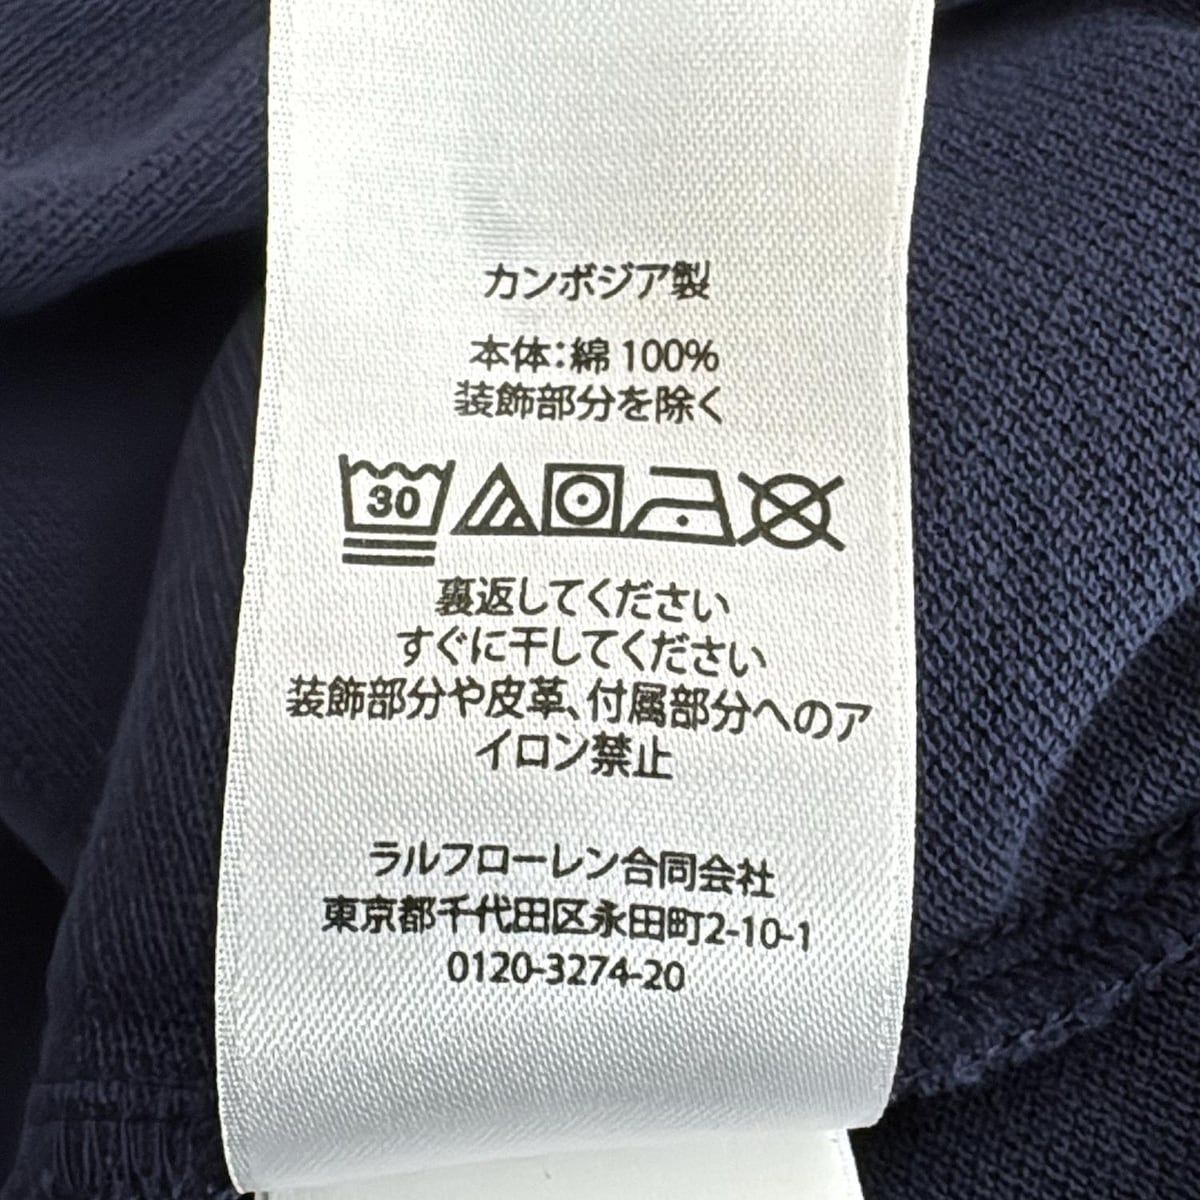 カンボジア製
本体：綿 100%
装飾部分を除く
30
裏返してください
すぐに干してください
装飾部分や皮革、付属部分へのア
イロン禁止
ラルフローレン合同会社
東京都千代田区永田町2-10-1
0120-3274-20